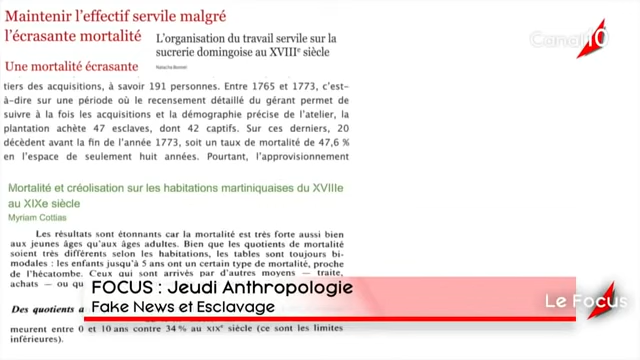 Maintenir l'effectif servile malgré
l'écrasante mortalité
L'organisation du travail servile sur la
sucrerie domingoise au XVIIIe siècle
Natacha Bonnet
Une mortalité écrasante
Canal 10
tiers des acquisitions, à savoir 191 personnes. Entre 1765 et 1773, c'est-
à-dire sur une période où le recensement détaillé du gérant permet de
suivre à la fois les acquisitions et la démographie précise de l'atelier, la
plantation achète 47 esclaves, dont 42 captifs. Sur ces derniers, 20
décèdent avant la fin de l'année 1773, soit un taux de mortalité de 47,6 %
en l'espace de seulement huit années. Pourtant, l'approvisionnement
Mortalité et créolisation sur les habitations martiniquaises du XVIIIe
au XIXe siècle
Myriam Cottias
Les résultats sont étonnants car la mortalité est très forte aussi bien
aux jeunes âges qu'aux âges adultes. Bien que les quotients de mortalité
soient très différents selon les habitations, les tables sont toujours bi-
modales : les enfants jusqu'à 5 ans ont un certain type de mortalité, proche
de l'hécatombe. Ceux qui sont arrivés par d'autres moyens — traite,
achats — ou qu
Des quotients a
meurent entre 0 et 10 ans contre 34 % au XIXe siècle (ce sont les limites
inférieures).
FOCUS : Jeudi Anthropologie
Fake News et Esclavage
Le Focus